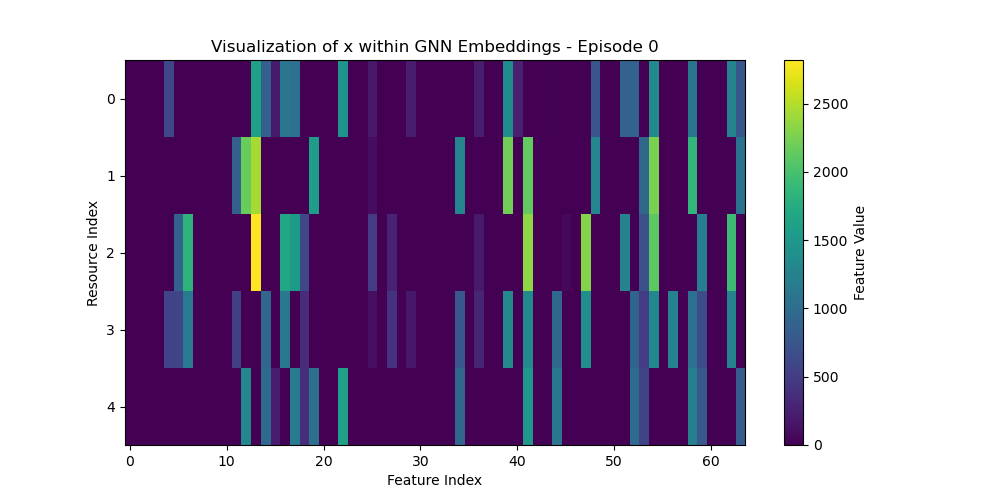 Visualization of x within GNN Embeddings - Episode 0
0
1
2
3
4
Resource Index
0 10 20 30 40 50 60
Feature Index
2500
2000
1500
1000
500
0
Feature Value